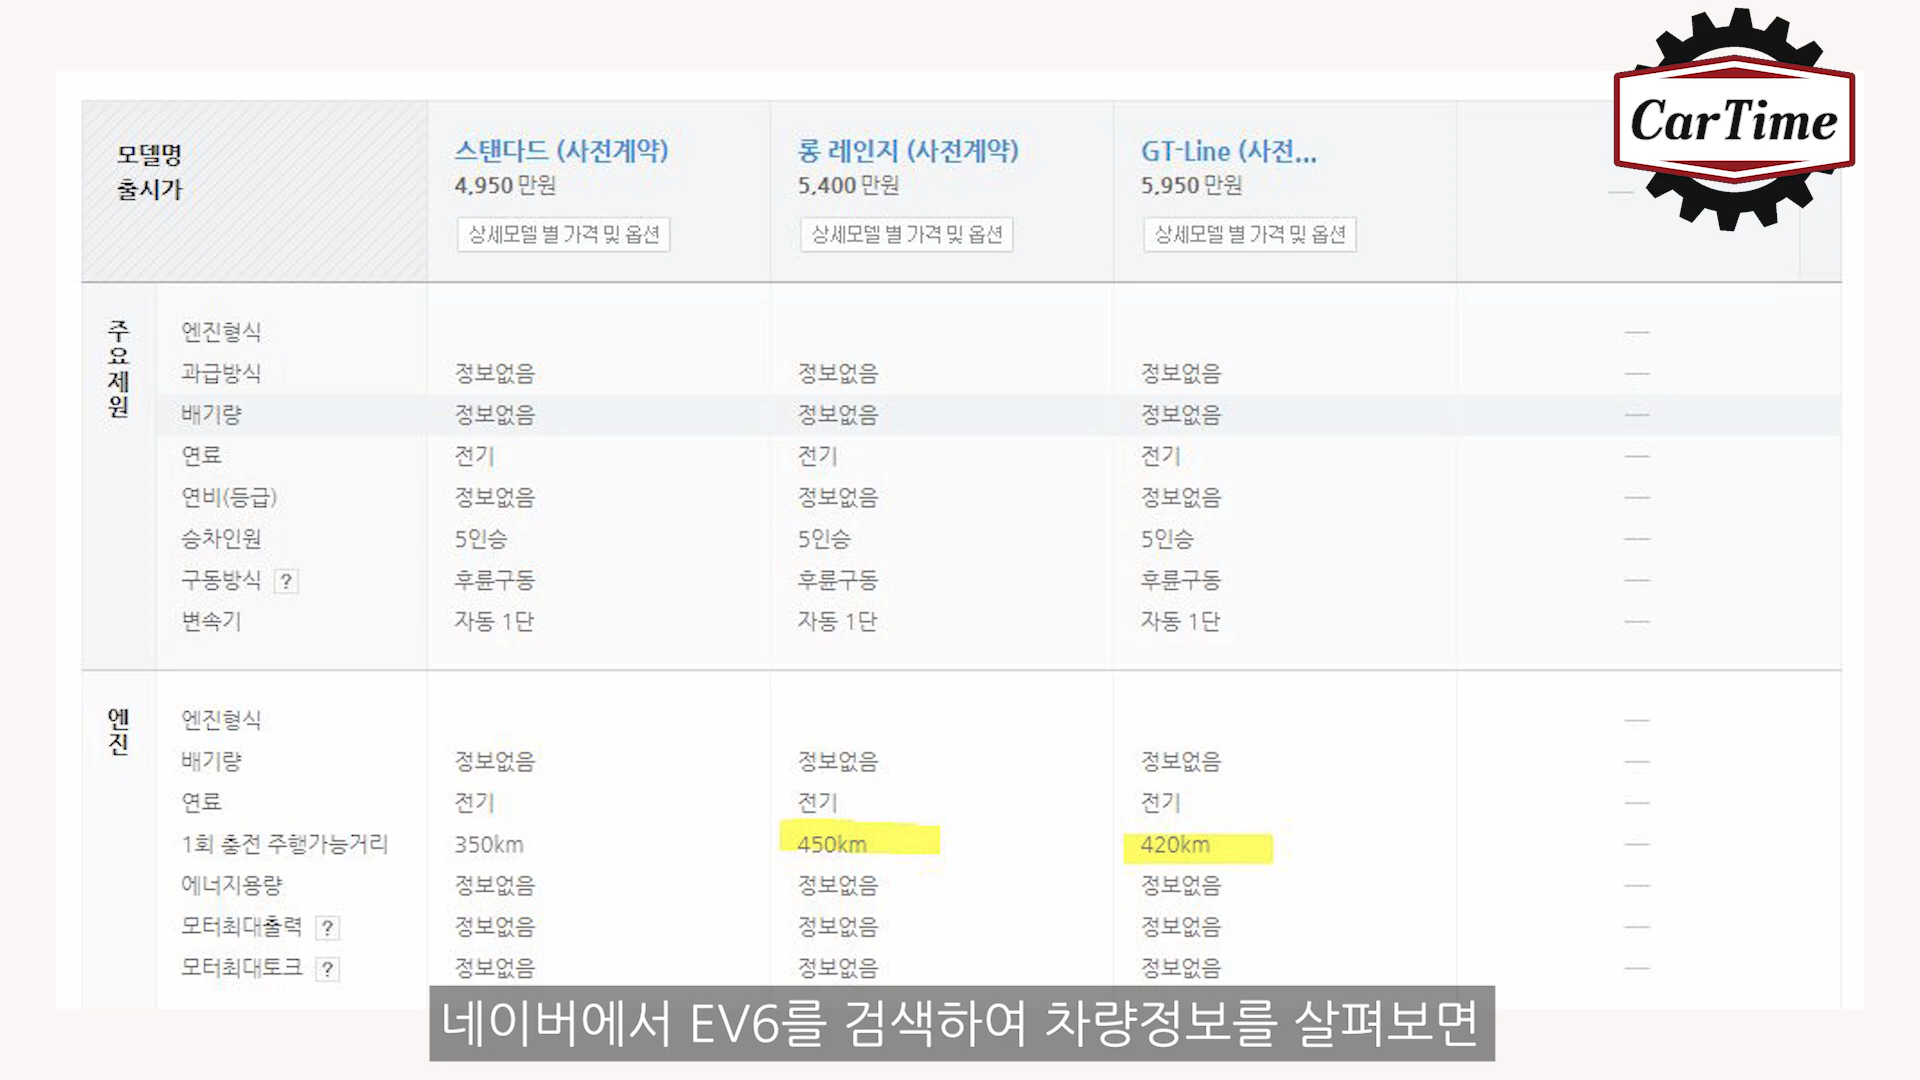 CarTime
모델명
출시가
스탠다드 (사전계약)
4,950 만원
상세모델 별 가격 및 옵션
롱 레인지 (사전계약)
5,400 만원
상세모델 별 가격 및 옵션
GT-Line (사전...
5,950 만원
상세모델 별 가격 및 옵션
주요제원
엔진형식 —
과급방식 정보없음 정보없음 정보없음 —
배기량 정보없음 정보없음 정보없음 —
연료 전기 전기 전기 —
연비(등급) 정보없음 정보없음 정보없음 —
승차인원 5인승 5인승 5인승 —
구동방식 ? 후륜구동 후륜구동 후륜구동 —
변속기 자동 1단 자동 1단 자동 1단 —
엔진
엔진형식 —
배기량 정보없음 정보없음 정보없음 —
연료 전기 전기 전기 —
1회 충전 주행가능거리 350km 450km 420km —
에너지용량 정보없음 정보없음 정보없음 —
모터최대출력 ? 정보없음 정보없음 정보없음 —
모터최대토크 ? 정보없음 정보없음 정보없음 —
네이버에서 EV6를 검색하여 차량정보를 살펴보면